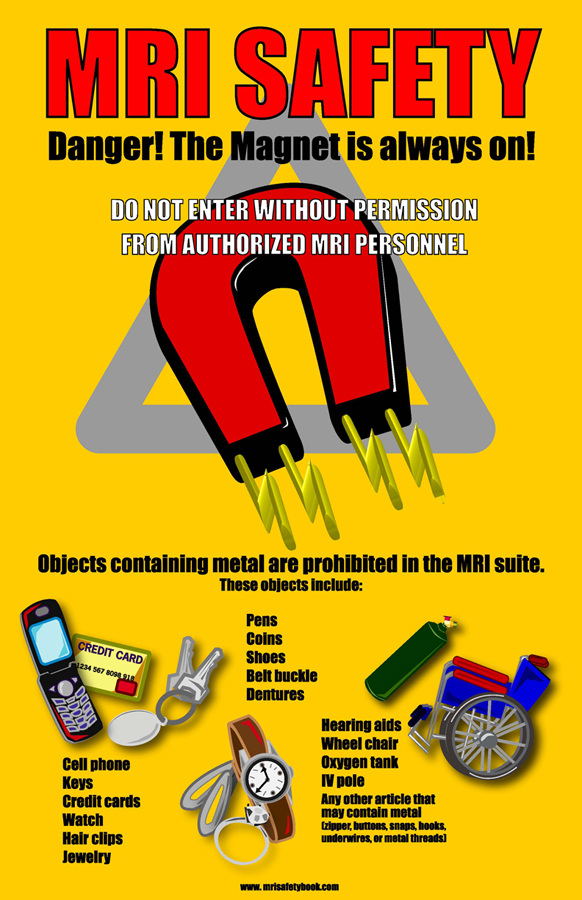 MRI SAFETY
Danger! The Magnet is always on!
DO NOT ENTER WITHOUT PERMISSION
FROM AUTHORIZED MRI PERSONNEL
Objects containing metal are prohibited in the MRI suite.
These objects include:
Pens
Coins
Shoes
Belt buckle
Dentures
CREDIT CARD
1234 567 8098 918
Cell phone
Keys
Credit cards
Watch
Hair clips
Jewelry
Hearing aids
Wheel chair
Oxygen tank
IV pole
Any other article that
may contain metal
(zipper, buttons, snaps, hooks,
underwires, or metal threads)
www. mrisafetybook.com